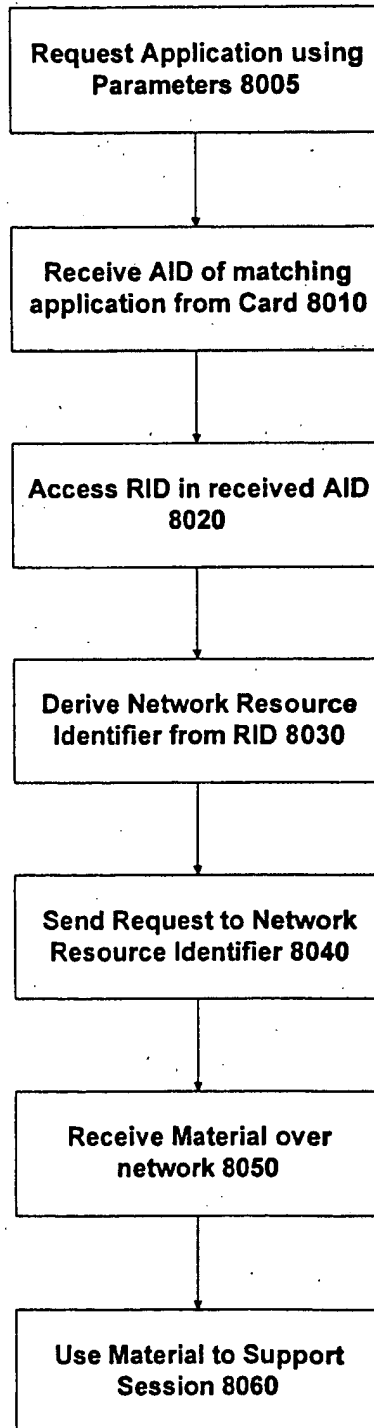 Request Application using
Parameters 8005
Receive AID of matching
application from Card 8010
Access RID in received AID
8020
Derive Network Resource
Identifier from RID 8030
Send Request to Network
Resource Identifier 8040
Receive Material over
network 8050
Use Material to Support
Session 8060